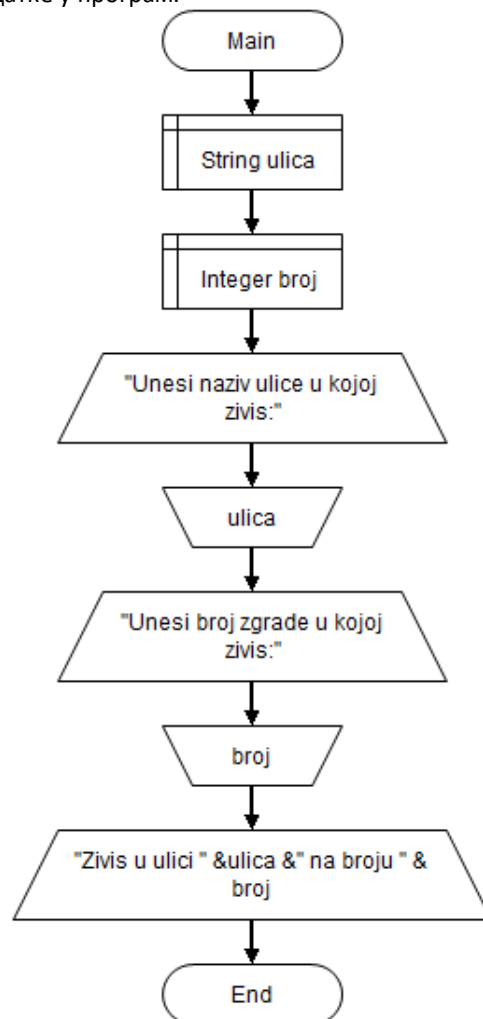 у програм.
Main
String ulica
Integer broj
"Unesi naziv ulice u kojoj
zivis:"
ulica
"Unesi broj zgrade u kojoj
zivis:"
broj
"Zivis u ulici " &ulica &" na broju " &
broj
End